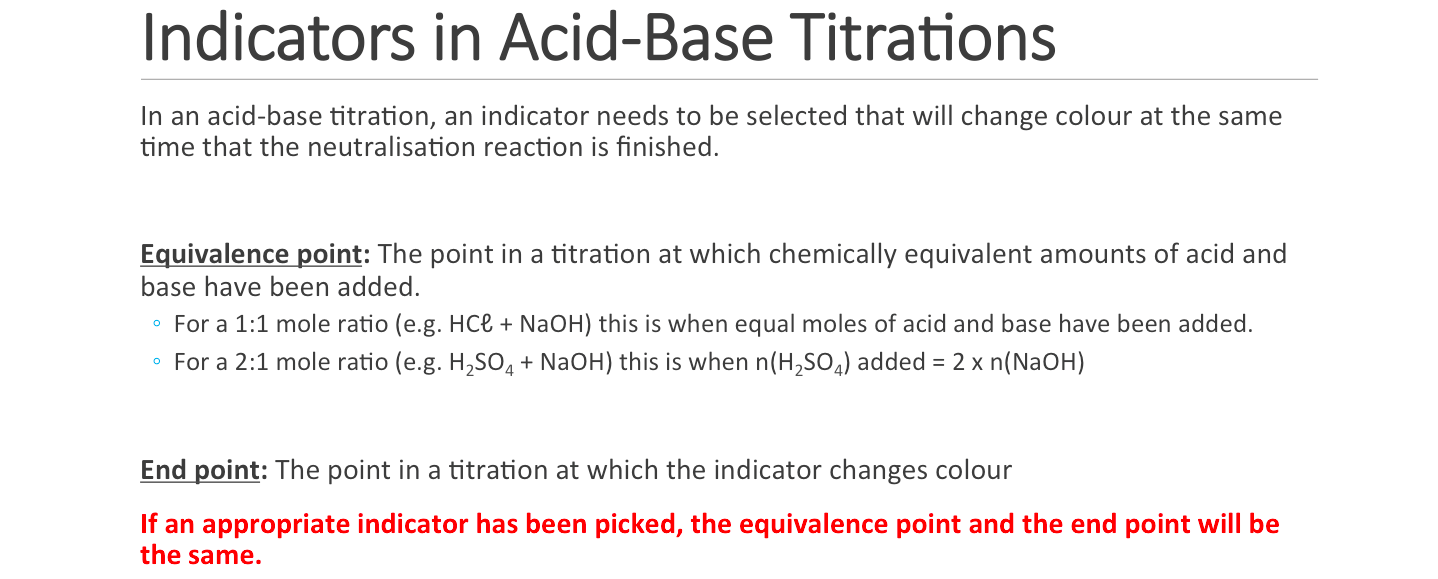 Indicators in Acid-Base Titrations
In an acid-base titration, an indicator needs to be selected that will change colour at the same
time that the neutralisation reaction is finished.
Equivalence point: The point in a titration at which chemically equivalent amounts of acid and
base have been added.
◦ For a 1:1 mole ratio (e.g. HCℓ + NaOH) this is when equal moles of acid and base have been added.
◦ For a 2:1 mole ratio (e.g. H₂SO₄ + NaOH) this is when n(H₂SO₄) added = 2 x n(NaOH)
End point: The point in a titration at which the indicator changes colour
If an appropriate indicator has been picked, the equivalence point and the end point will be
the same.